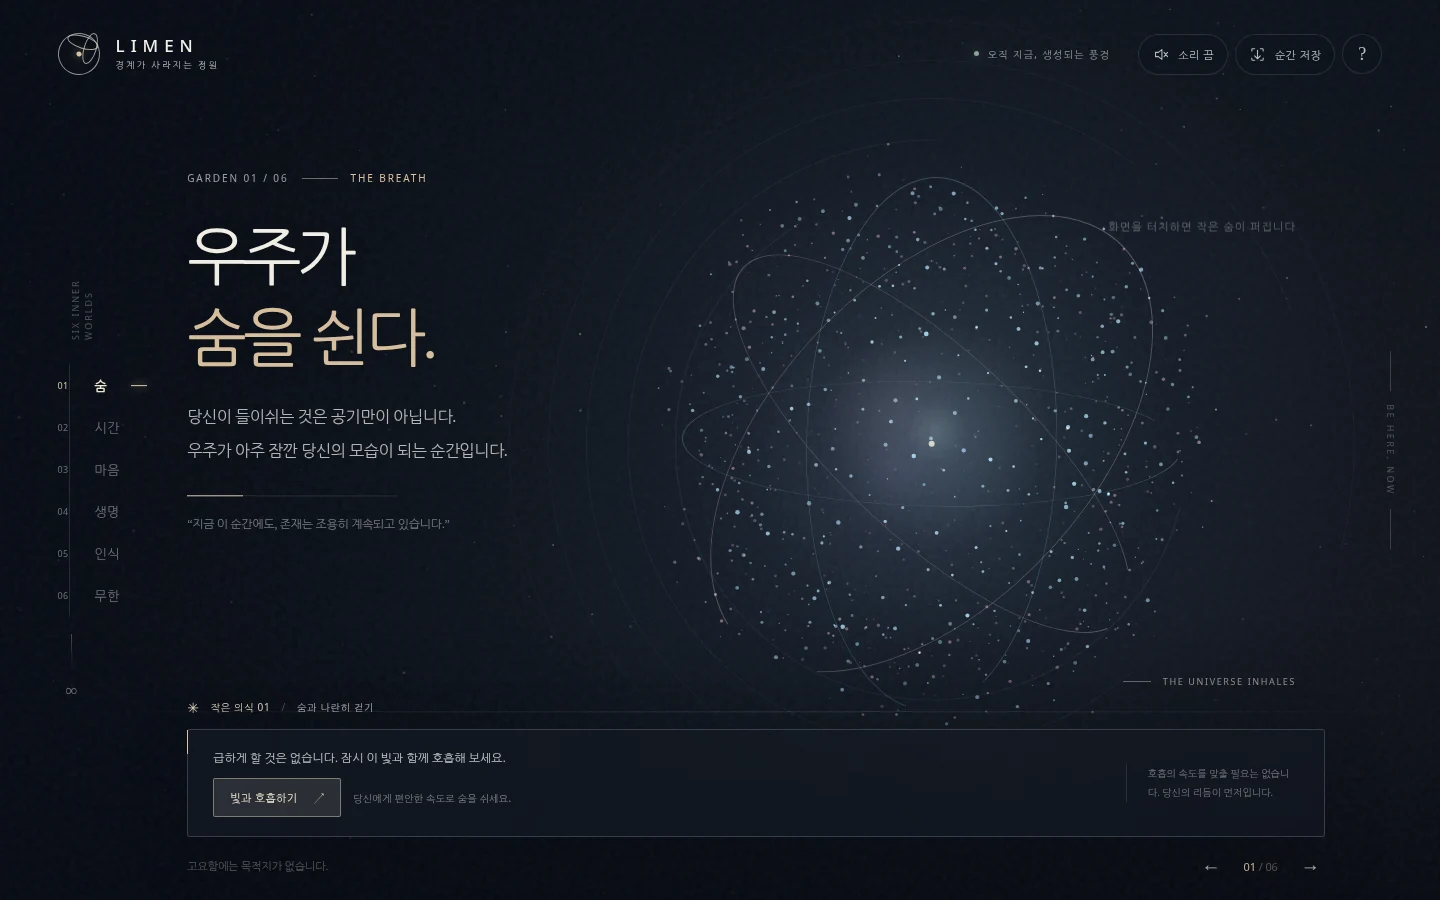 LIMEN
경계가 사라지는 정원
오직 지금, 생성되는 풍경
소리 끔
순간 저장
?
GARDEN 01 / 06
THE BREATH
우주가
숨을 쉰다.
화면을 터치하면 작은 숨이 퍼집니다
당신이 들이쉬는 것은 공기만이 아닙니다.
우주가 아주 잠깐 당신의 모습이 되는 순간입니다.
“지금 이 순간에도, 존재는 조용히 계속되고 있습니다.”
SIX INNER
WORLDS
01 숨
02 시간
03 마음
04 생명
05 인식
06 무한
∞
BE HERE, NOW
THE UNIVERSE INHALES
작은 의식 01 / 숨과 나란히 걷기
급하게 할 것은 없습니다. 잠시 이 빛과 함께 호흡해 보세요.
빛과 호흡하기 ↗
당신에게 편안한 속도로 숨을 쉬세요.
호흡의 속도를 맞출 필요는 없습니
다. 당신의 리듬이 먼저입니다.
고요함에는 목적지가 없습니다.
← 01 / 06 →